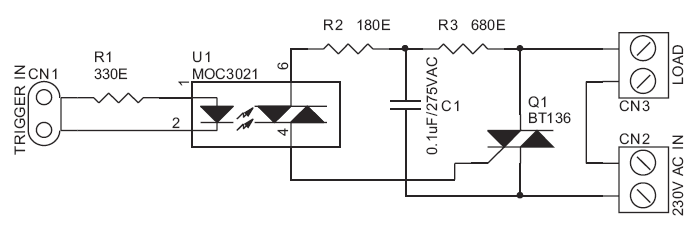 R2 180E
R3 680E
R1
330E
U1
MOC3021
CN1
TRIGGER IN
1
2
6
4
C1
0.1uF/275VAC
Q1
BT136
LOAD
CN3
CN2
230V AC IN